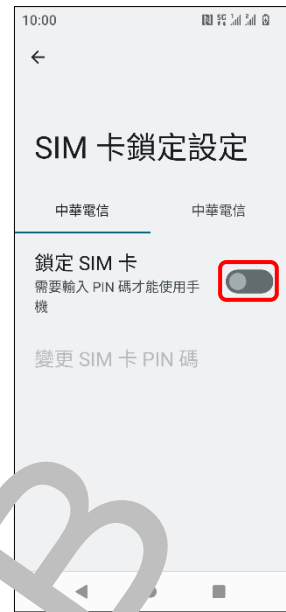 10:00
SIM 卡鎖定設定
中華電信 中華電信
鎖定 SIM 卡
需要輸入 PIN 碼才能使用手
機
變更 SIM 卡 PIN 碼